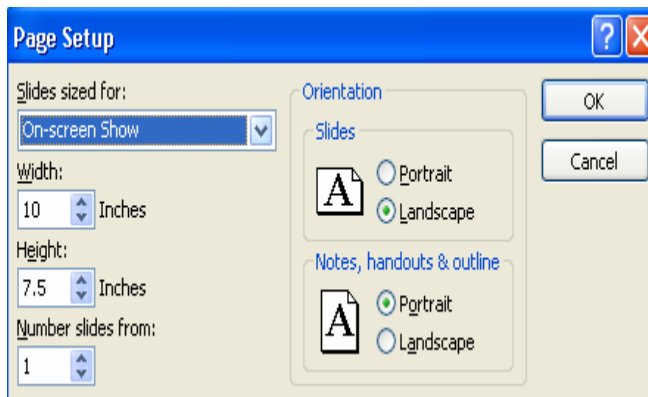 Page Setup
Slides sized for:
On-screen Show
Width:
10 Inches
Height:
7.5 Inches
Number slides from:
1
Orientation
Slides
A
Portrait
Landscape
Notes, handouts & outline
A
Portrait
Landscape
OK
Cancel